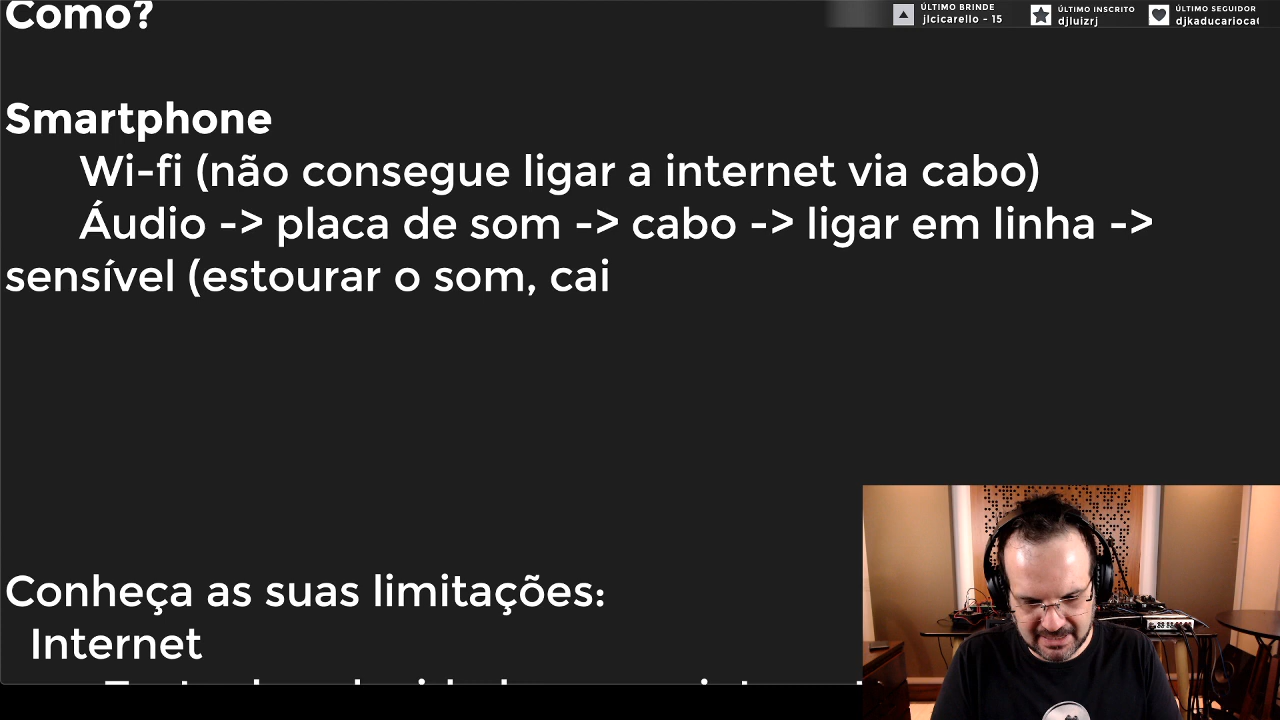 Como?
ÚLTIMO BRINDE
jlcicarello - 15
ÚLTIMO INSCRITO
djluizrj
ÚLTIMO SEGUIDOR
djkaducariocat
Smartphone
Wi-fi (não consegue ligar a internet via cabo)
Áudio -> placa de som -> cabo -> ligar em linha ->
sensível (estourar o som, cai
Conheça as suas limitações:
Internet